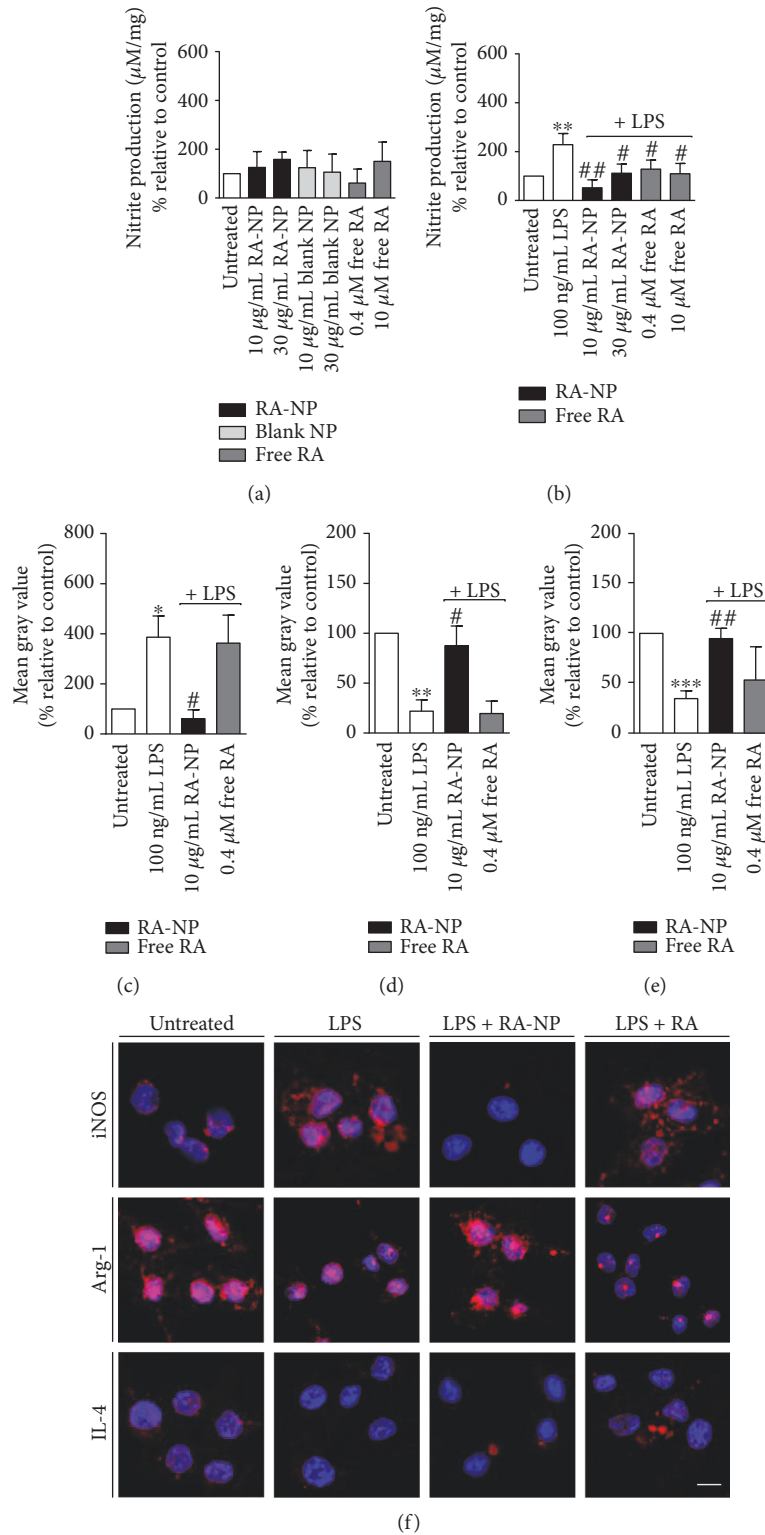 Nitrite production (μM/mg)
% relative to control
600
400
200
0
Untreated
10 μg/mL RA-NP
30 μg/mL RA-NP
10 μg/mL blank NP
30 μg/mL blank NP
0.4 μM free RA
10 μM free RA
RA-NP
Blank NP
Free RA
(a)
Nitrite production (μM/mg)
% relative to control
600
400
200
0
+ LPS
**
##
#
#
#
Untreated
100 ng/mL LPS
10 μg/mL RA-NP
30 μg/mL RA-NP
0.4 μM free RA
10 μM free RA
RA-NP
Free RA
(b)
Mean gray value
(% relative to control)
800
600
400
200
0
+ LPS
*
#
Untreated
100 ng/mL LPS
10 μg/mL RA-NP
0.4 μM free RA
RA-NP
Free RA
(c)
Mean gray value
(% relative to control)
200
150
100
50
0
+ LPS
**
#
Untreated
100 ng/mL LPS
10 μg/mL RA-NP
0.4 μM free RA
RA-NP
Free RA
(d)
Mean gray value
(% relative to control)
200
150
100
50
0
+ LPS
***
##
Untreated
100 ng/mL LPS
10 μg/mL RA-NP
0.4 μM free RA
RA-NP
Free RA
(e)
Untreated
LPS
LPS + RA-NP
LPS + RA
iNOS
Arg-1
IL-4
(f)